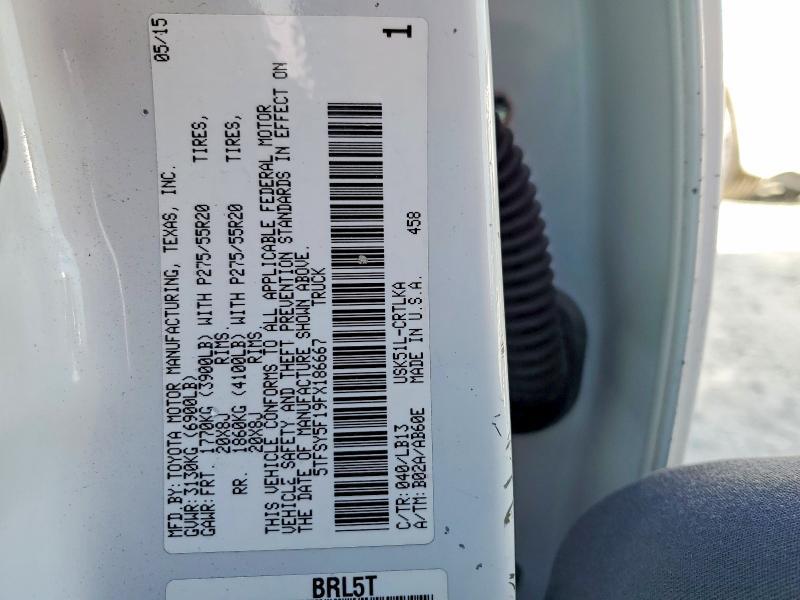 MFD.BY:TOYOTA MOTOR MANUFACTURING, TEXAS, INC. 05/15
GVWR:3130KG(6900LB)
GAWR:FRT. 1770KG (3900LB) WITH P275/55R20 TIRES,
20X8J RIMS,
RR. 1860KG (4100LB) WITH P275/55R20 TIRES,
20X8J RIMS.
THIS VEHICLE CONFORMS TO ALL APPLICABLE FEDERAL MOTOR
VEHICLE SAFETY AND THEFT PREVENTION STANDARDS IN EFFECT ON
THE DATE OF MANUFACTURE SHOWN ABOVE.
5TFSY5F19FX186667 TRUCK
C/TR:040/LB13 USK51L-CRTLKA 458
A/TM:B02A/AB60E MADE IN U.S.A.
1
BRL5T